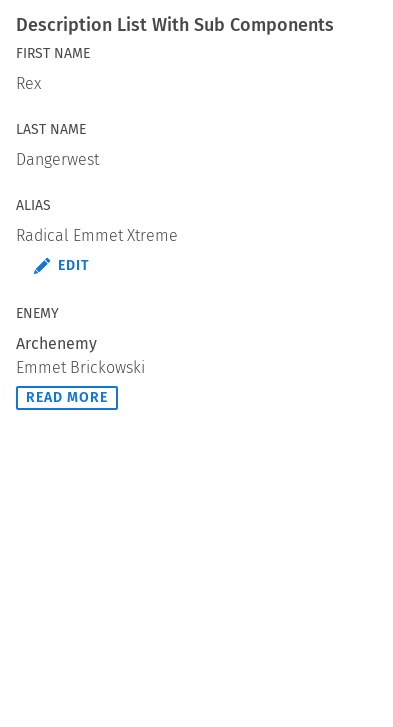 Description List With Sub Components
FIRST NAME
Rex
LAST NAME
Dangerwest
ALIAS
Radical Emmet Xtreme
EDIT
ENEMY
Archenemy
Emmet Brickowski
READ MORE